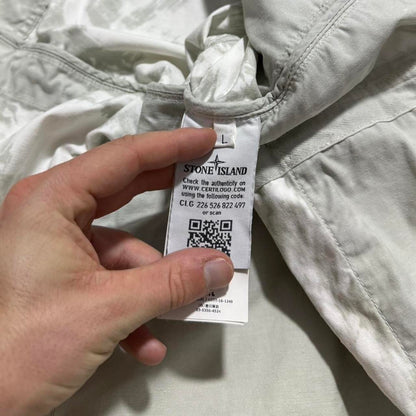 L
STONE ISLAND
Check the authenticity on
WWW.CERTILOGO.COM
using the following code:
CLG 226 526 822 497
or scan